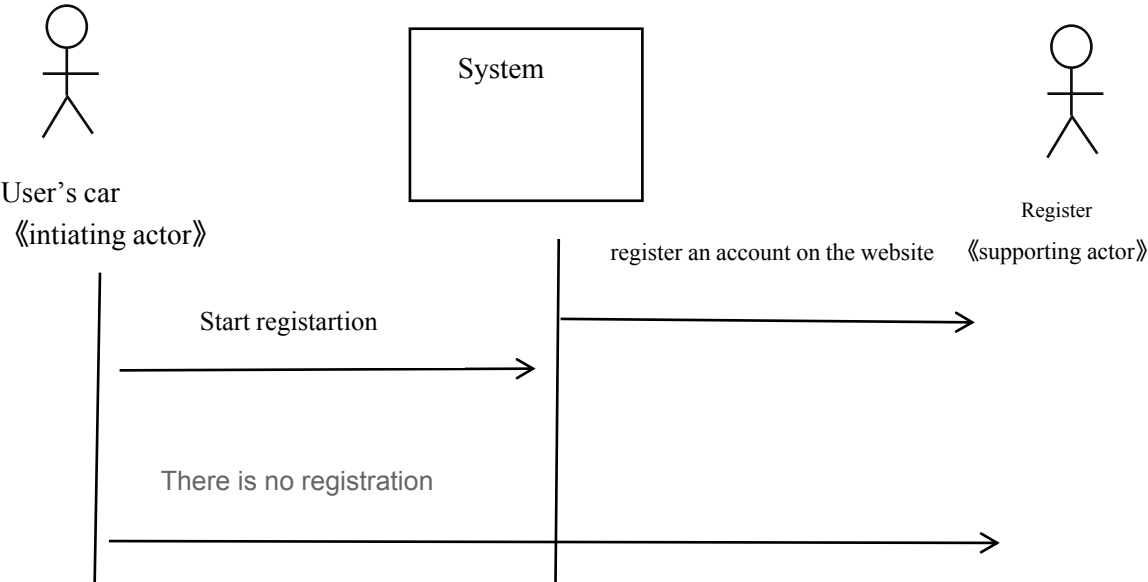 System
User’s car
《intiating actor》
Register
《supporting actor》
register an account on the website
Start registartion
There is no registration